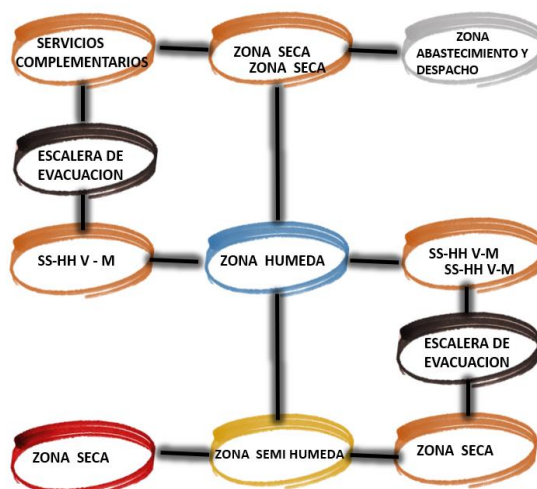 SERVICIOS
COMPLEMENTARIOS
ZONA SECA
ZONA SECA
ZONA
ABASTECIMIENTO Y
DESPACHO
ESCALERA DE
EVACUACION
SS-HH V - M
ZONA HUMEDA
SS-HH V-M
SS-HH V-M
ESCALERA DE
EVACUACION
ZONA SECA
ZONA SEMI HUMEDA
ZONA SECA